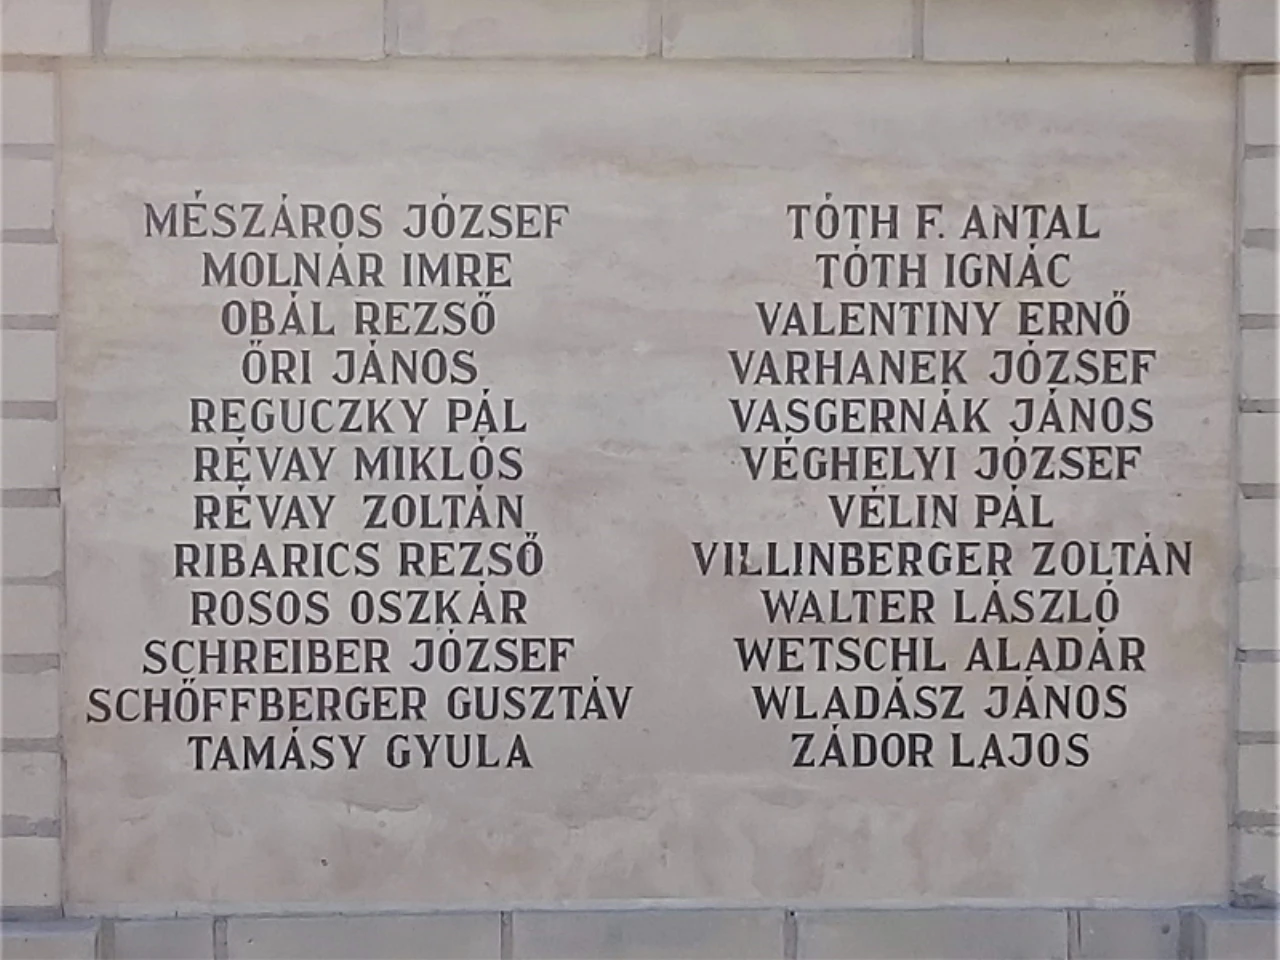 MÉSZÁROS JÓZSEF
MOLNÁR IMRE
OBÁL REZSŐ
ŐRI JÁNOS
REGUCZKY PÁL
RÉVAY MIKLÓS
RÉVAY ZOLTÁN
RIBARICS REZSŐ
ROSOS OSZKÁR
SCHREIBER JÓZSEF
SCHŐFFBERGER GUSZTÁV
TAMÁSY GYULA
TÓTH F. ANTAL
TÓTH IGNÁC
VALENTINY ERNŐ
VARHANEK JÓZSEF
VASGERNÁK JÁNOS
VÉGHELYI JÓZSEF
VÉLIN PÁL
VILLINBERGER ZOLTÁN
WALTER LÁSZLÓ
WETSCHL ALADÁR
WLADÁSZ JÁNOS
ZÁDOR LAJOS